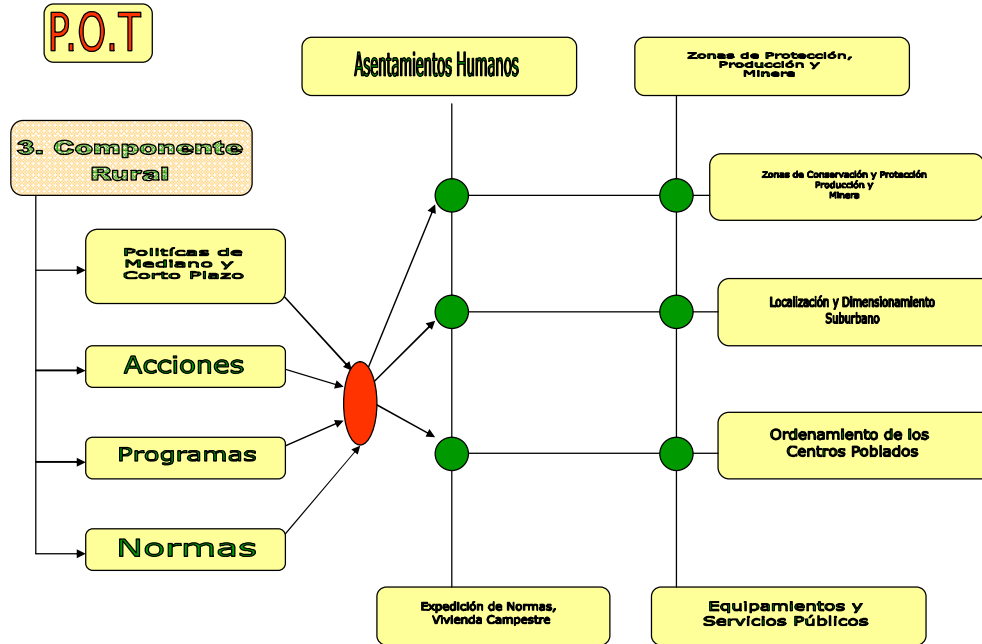 P.O.T
Asentamientos Humanos
Zonas de Protección,
Producción y
Minera
3. Componente
Rural
Zonas de Conservación y Protección
Producción y
Minera
Politícas de
Mediano y
Corto Plazo
Localización y Dimensionamiento
Suburbano
Acciones
Programas
Ordenamiento de los
Centros Poblados
Normas
Expedición de Normas,
Vivienda Campestre
Equipamientos y
Servicios Públicos